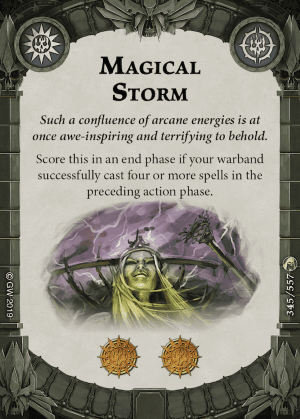 MAGICAL
STORM
Such a confluence of arcane energies is at
once awe-inspiring and terrifying to behold.
Score this in an end phase if your warband
successfully cast four or more spells in the
preceding action phase.
© GW 2019
345/557